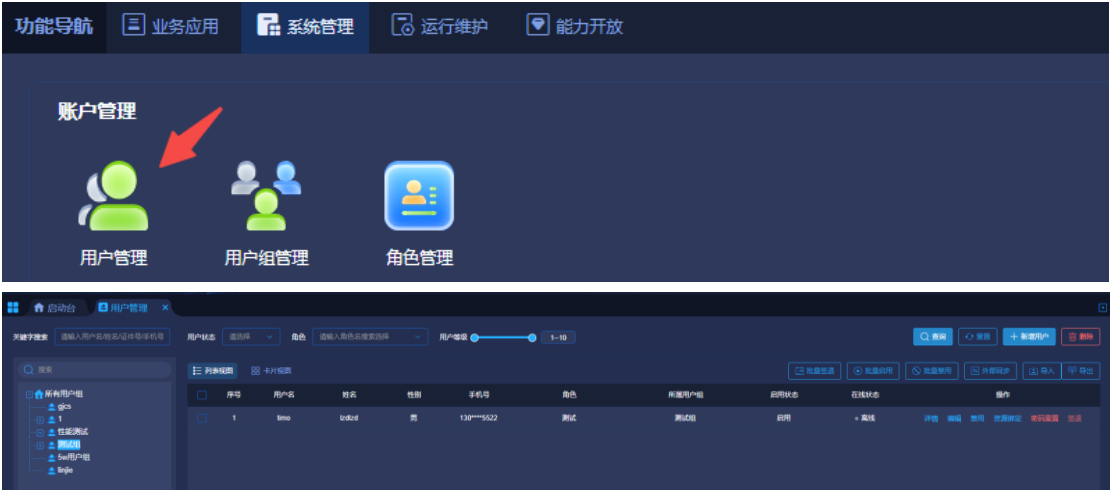 功能导航 业务应用 系统管理 运行维护 能力开放
账户管理
用户管理 用户组管理 角色管理
启动台 用户管理 ×
关键字搜索 请输入用户名/姓名/证件号/手机号 用户状态 请选择 角色 请输入角色名搜索选择 用户等级 1~10 查询 重置 新增用户 删除
搜索 列表视图 卡片视图 批量签退 批量启用 批量禁用 外部同步 导入 导出
所有用户组 序号 用户名 姓名 性别 手机号 角色 所属用户组 启用状态 在线状态 操作
gjcs
1 1 timo lzdlzd 男 130****5522 测试 测试组 启用 离线 详情 编辑 禁用 资源绑定 密码重置 签退
性能测试
测试组
5w用户组
linjie